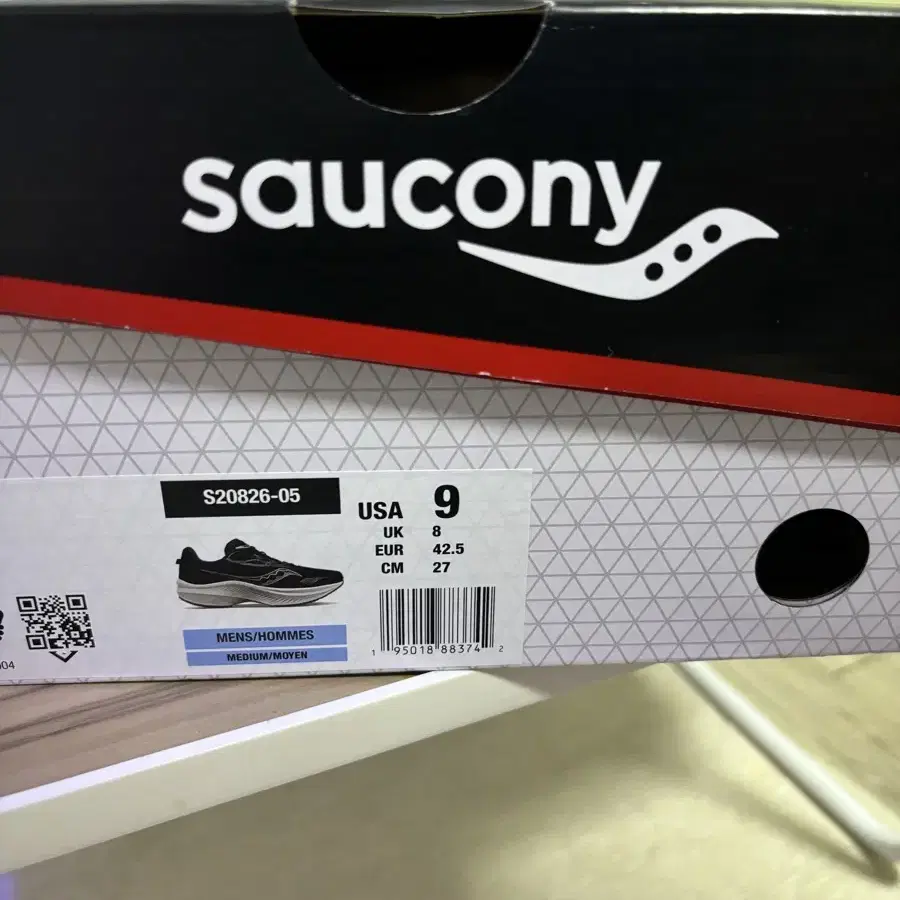 saucony
S20826-05
USA 9
UK 8
EUR 42.5
CM 27
MENS/HOMMES
MEDIUM/MOYEN
1 95018 88374 2